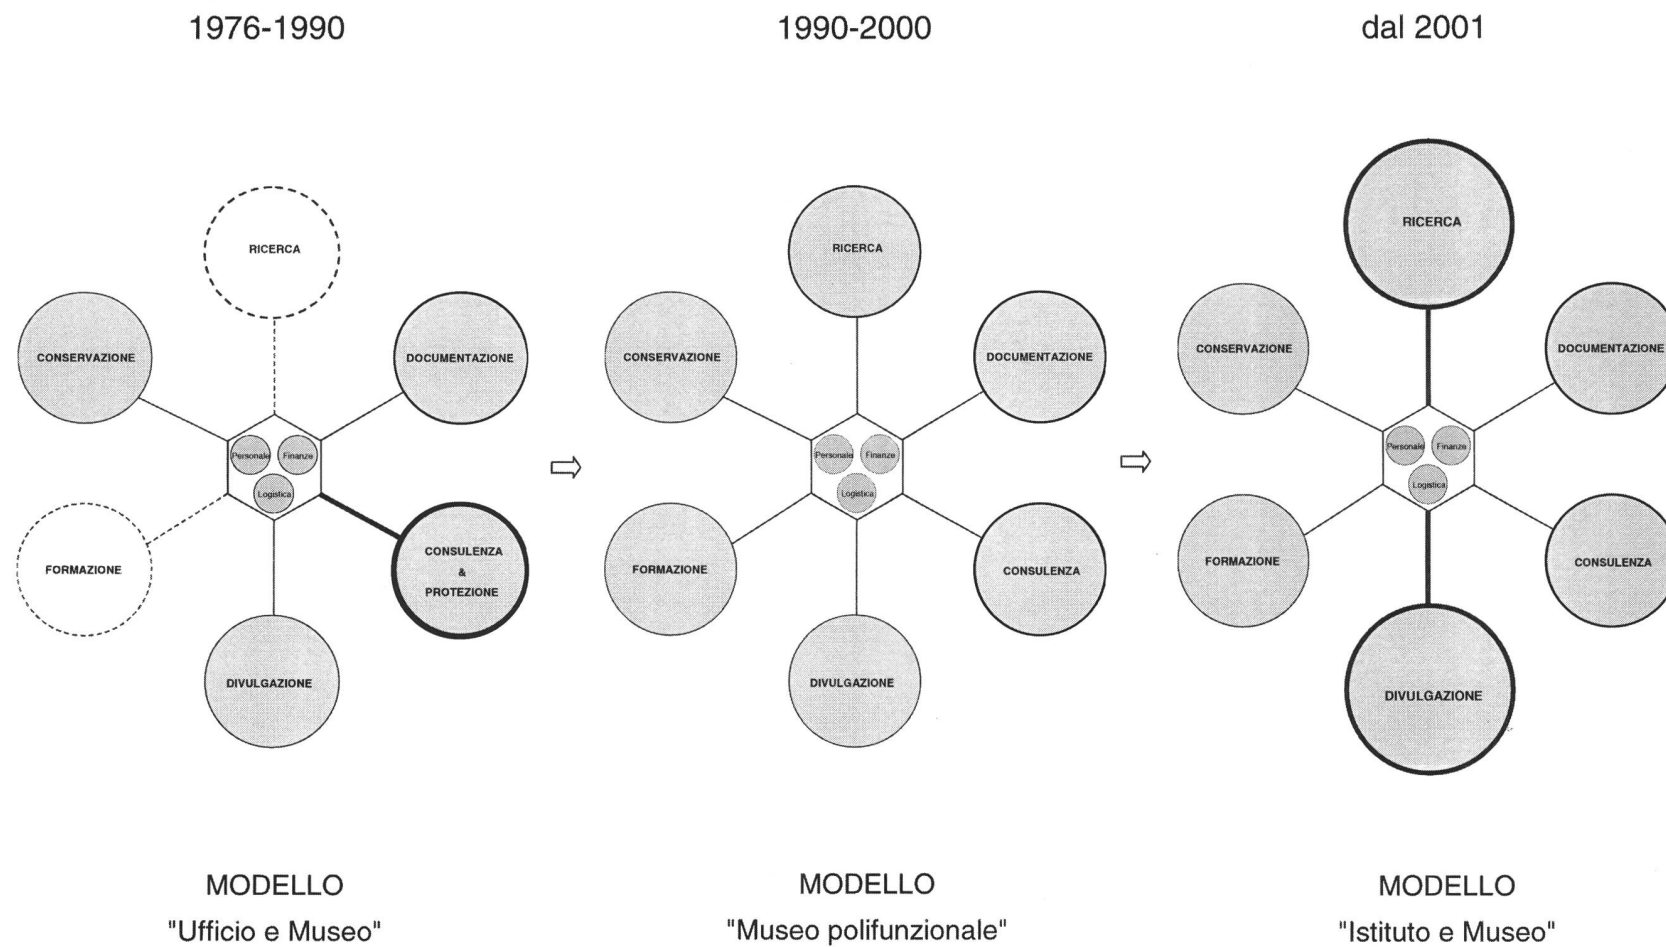 1976-1990
RICERCA
CONSERVAZIONE
DOCUMENTAZIONE
Personale
Finanze
Logistica
FORMAZIONE
CONSULENZA
&
PROTEZIONE
DIVULGAZIONE
MODELLO
"Ufficio e Museo"
1990-2000
RICERCA
CONSERVAZIONE
DOCUMENTAZIONE
Personale
Finanze
Logistica
FORMAZIONE
CONSULENZA
DIVULGAZIONE
MODELLO
"Museo polifunzionale"
dal 2001
RICERCA
CONSERVAZIONE
DOCUMENTAZIONE
Personale
Finanze
Logistica
FORMAZIONE
CONSULENZA
DIVULGAZIONE
MODELLO
"Istituto e Museo"